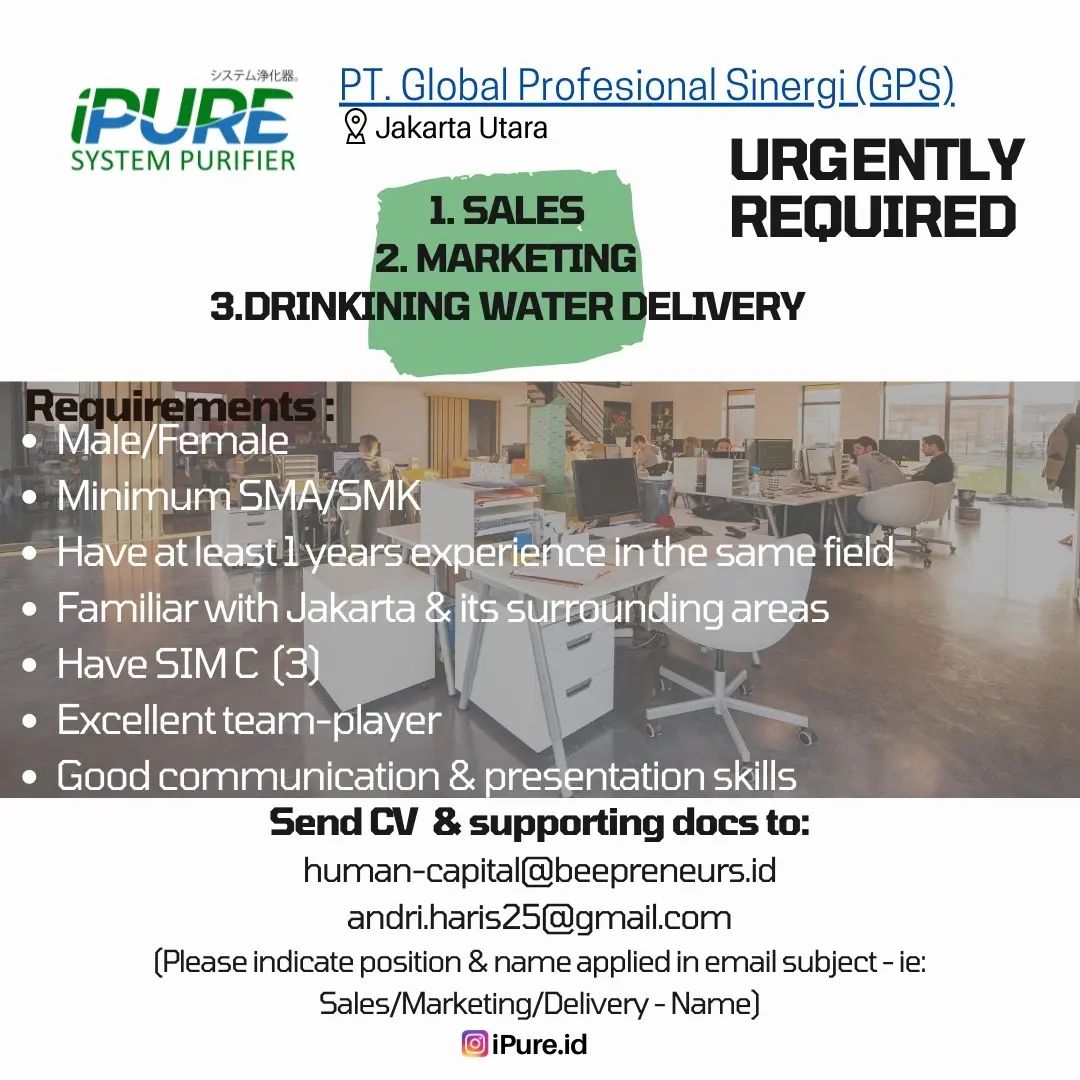 システム浄化器。
iPURE
SYSTEM PURIFIER
PT. Global Profesional Sinergi (GPS)
Jakarta Utara
URGENTLY
REQUIRED
1. SALES
2. MARKETING
3.DRINKINING WATER DELIVERY
Requirements :
• Male/Female
• Minimum SMA/SMK
• Have at least 1 years experience in the same field
• Familiar with Jakarta & its surrounding areas
• Have SIM C (3)
• Excellent team-player
• Good communication & presentation skills
Send CV & supporting docs to:
human-capital@beepreneurs.id
andri.haris25@gmail.com
(Please indicate position & name applied in email subject - ie:
Sales/Marketing/Delivery - Name)
iPure.id